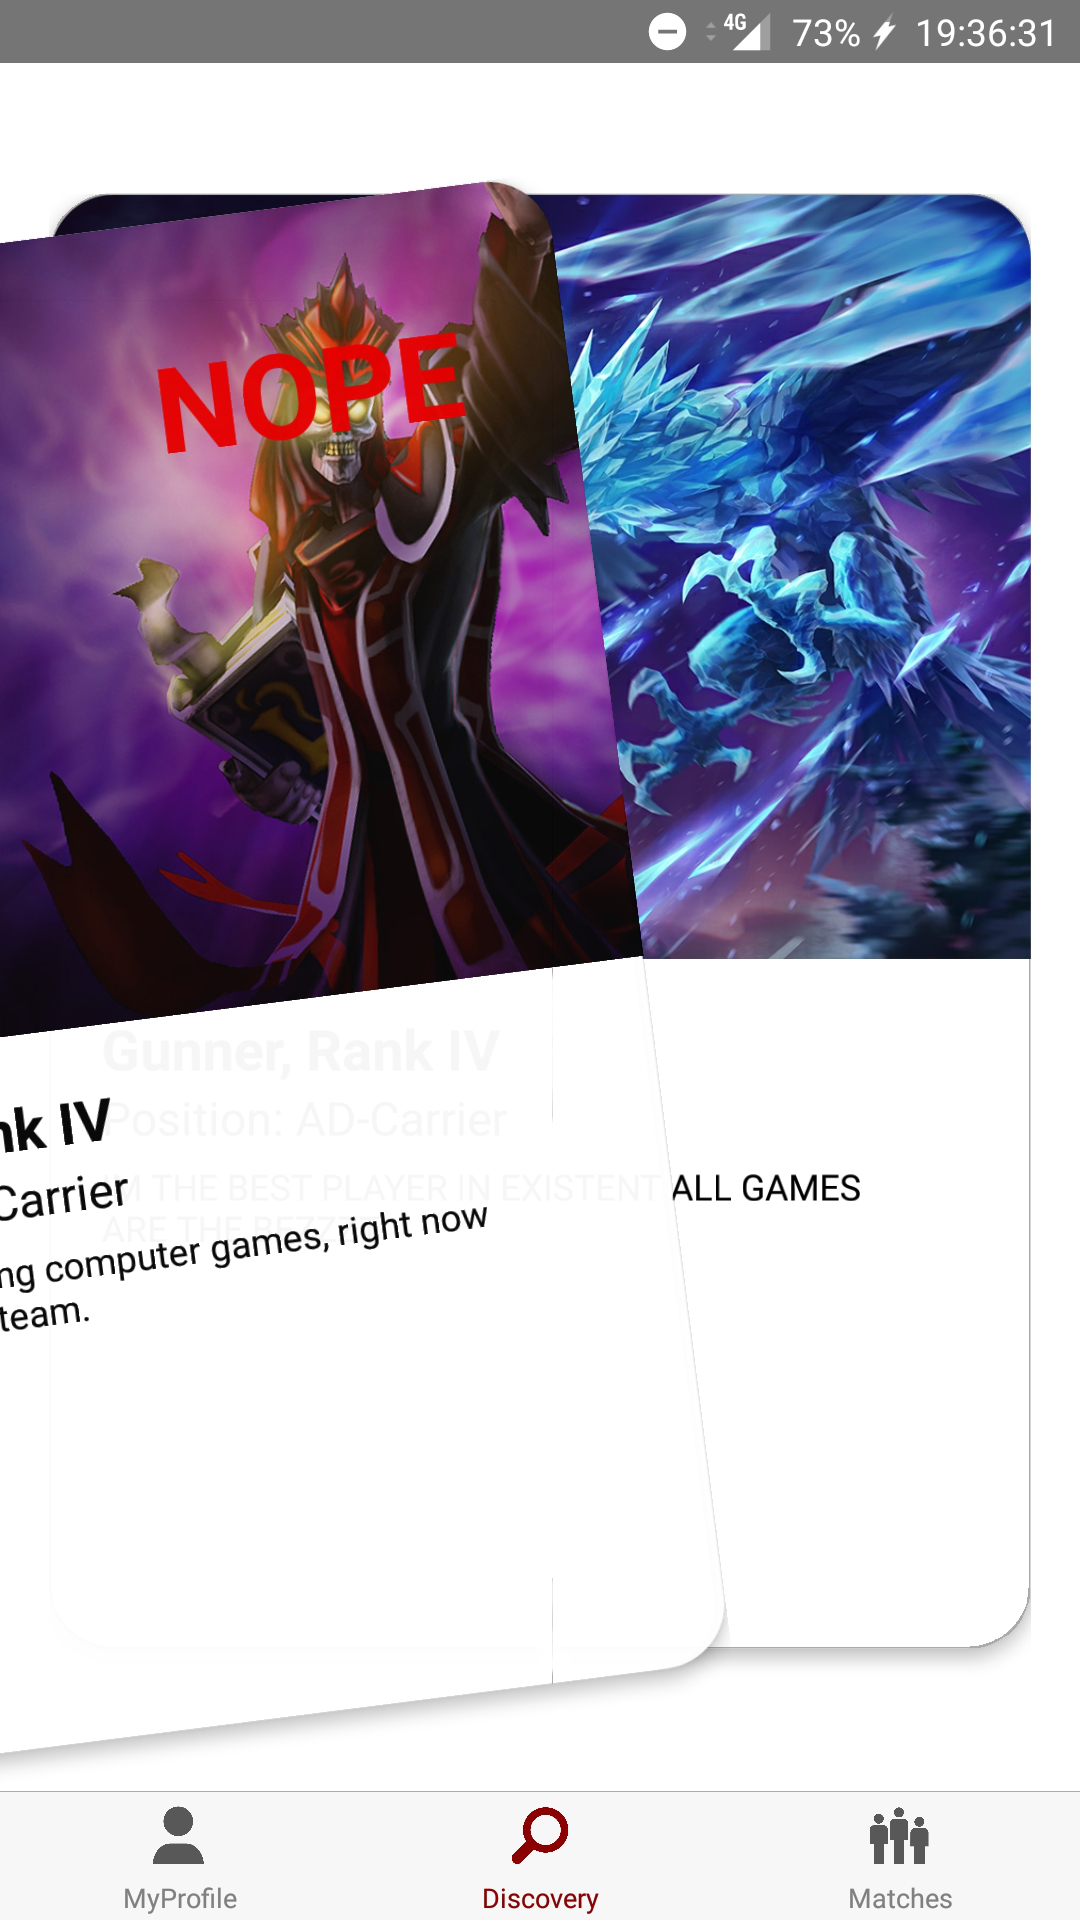 4G 73% 19:36:31
NOPE
Gunner, Rank IV
Position: AD-Carrier
THE BEST PLAYER IN EXISTENT ALL GAMES
ARE THE
nk IV
Carrier
ng computer games, right now
team.
MyProfile Discovery Matches